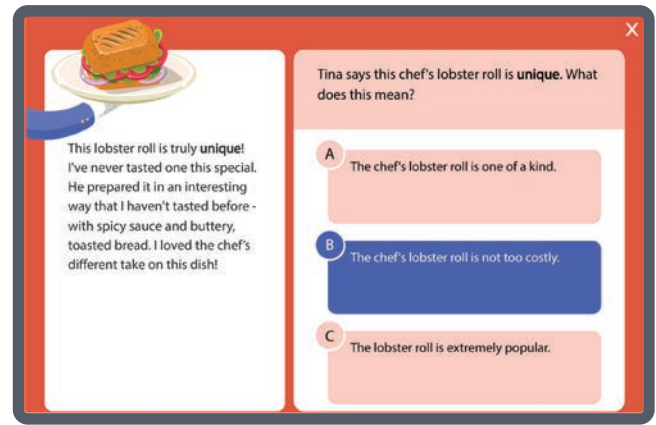 X
This lobster roll is truly unique!
I've never tasted one this special.
He prepared it in an interesting
way that I haven't tasted before -
with spicy sauce and buttery,
toasted bread. I loved the chef's
different take on this dish!
Tina says this chef's lobster roll is unique. What
does this mean?
A
The chef's lobster roll is one of a kind.
B
The chef's lobster roll is not too costly.
C
The lobster roll is extremely popular.